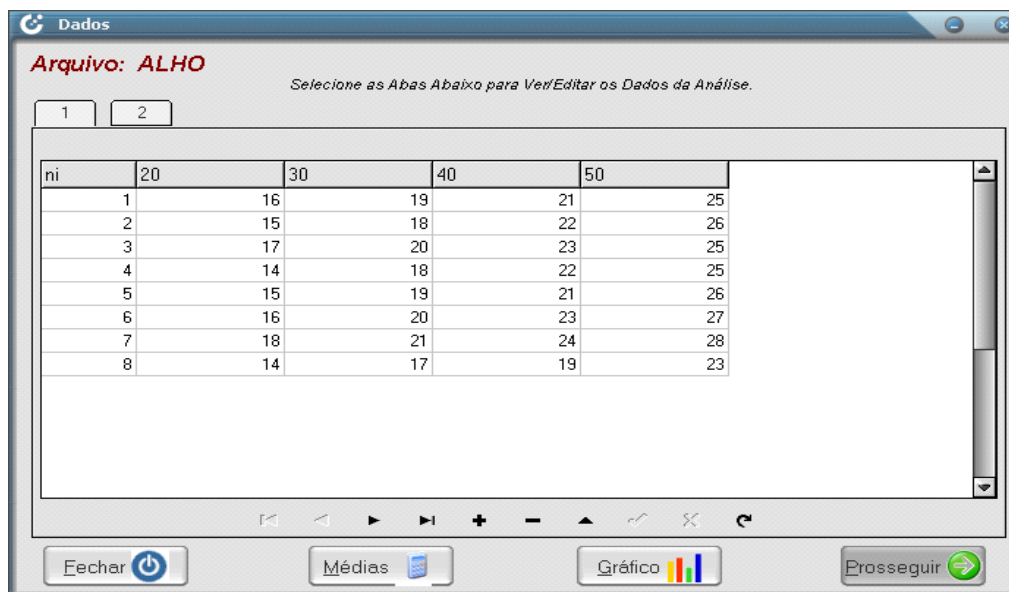 Dados
Arquivo: ALHO
Selecione as Abas Abaixo para Ver/Editar os Dados da Análise.
1 2
ni 20 30 40 50
1 16 19 21 25
2 15 18 22 26
3 17 20 23 25
4 14 18 22 25
5 15 19 21 26
6 16 20 23 27
7 18 21 24 28
8 14 17 19 23
Fechar Médias Gráfico Prosseguir